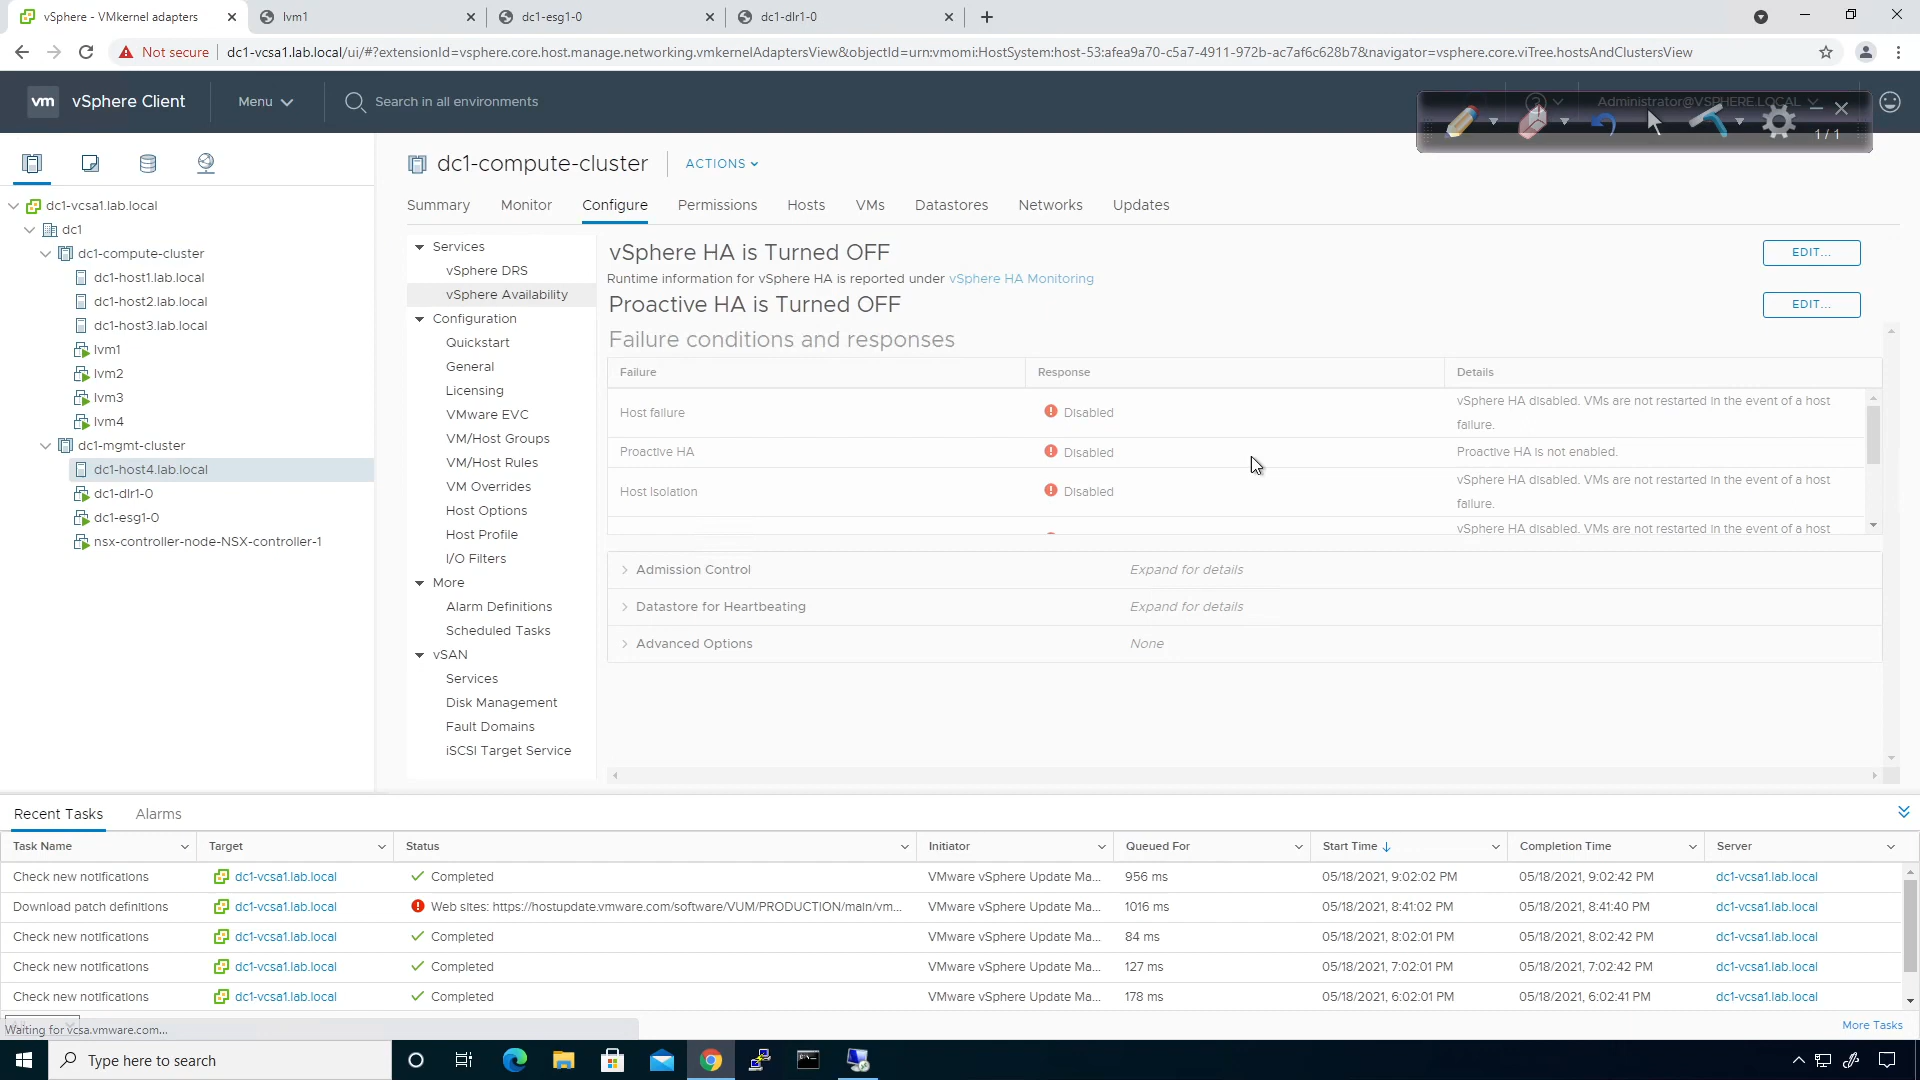 vSphere - VMkernel adapters
lvm1
dc1-esg1-0
dc1-dlr1-0
Not secure
dc1-vcsa1.lab.local/ui/#?extensionId=vsphere.core.host.manage.networking.vmkernelAdaptersView&objectId=urn:vmomi:HostSystem:host-53:afea9a70-c5a7-4911-972b-ac7af6c628b7&navigator=vsphere.core.viTree.hostsAndClustersView
vm vSphere Client
Menu
Search in all environments
Administrator@VSPHERE.LOCAL
1 / 1
dc1-vcsa1.lab.local
dc1
dc1-compute-cluster
dc1-host1.lab.local
dc1-host2.lab.local
dc1-host3.lab.local
lvm1
lvm2
lvm3
lvm4
dc1-mgmt-cluster
dc1-host4.lab.local
dc1-dlr1-0
dc1-esg1-0
nsx-controller-node-NSX-controller-1
dc1-compute-cluster
ACTIONS
Summary
Monitor
Configure
Permissions
Hosts
VMs
Datastores
Networks
Updates
Services
vSphere DRS
vSphere Availability
Configuration
Quickstart
General
Licensing
VMware EVC
VM/Host Groups
VM/Host Rules
VM Overrides
Host Options
Host Profile
I/O Filters
More
Alarm Definitions
Scheduled Tasks
vSAN
Services
Disk Management
Fault Domains
iSCSI Target Service
vSphere HA is Turned OFF
EDIT...
Runtime information for vSphere HA is reported under vSphere HA Monitoring
Proactive HA is Turned OFF
EDIT...
Failure conditions and responses
Failure Response Details
Host failure Disabled vSphere HA disabled. VMs are not restarted in the event of a host
failure.
Proactive HA Disabled Proactive HA is not enabled.
Host Isolation Disabled vSphere HA disabled. VMs are not restarted in the event of a host
failure.
vSphere HA disabled. VMs are not restarted in the event of a host
Admission Control Expand for details
Datastore for Heartbeating Expand for details
Advanced Options None
Recent Tasks
Alarms
Task Name Target Status Initiator Queued For Start Time Completion Time Server
Check new notifications dc1-vcsa1.lab.local Completed VMware vSphere Update Ma... 956 ms 05/18/2021, 9:02:02 PM 05/18/2021, 9:02:42 PM dc1-vcsa1.lab.local
Download patch definitions dc1-vcsa1.lab.local Web sites: https://hostupdate.vmware.com/software/VUM/PRODUCTION/main/vm... VMware vSphere Update Ma... 1016 ms 05/18/2021, 8:41:02 PM 05/18/2021, 8:41:40 PM dc1-vcsa1.lab.local
Check new notifications dc1-vcsa1.lab.local Completed VMware vSphere Update Ma... 84 ms 05/18/2021, 8:02:01 PM 05/18/2021, 8:02:42 PM dc1-vcsa1.lab.local
Check new notifications dc1-vcsa1.lab.local Completed VMware vSphere Update Ma... 127 ms 05/18/2021, 7:02:01 PM 05/18/2021, 7:02:42 PM dc1-vcsa1.lab.local
Check new notifications dc1-vcsa1.lab.local Completed VMware vSphere Update Ma... 178 ms 05/18/2021, 6:02:01 PM 05/18/2021, 6:02:41 PM dc1-vcsa1.lab.local
Waiting for vcsa.vmware.com...
More Tasks
Type here to search